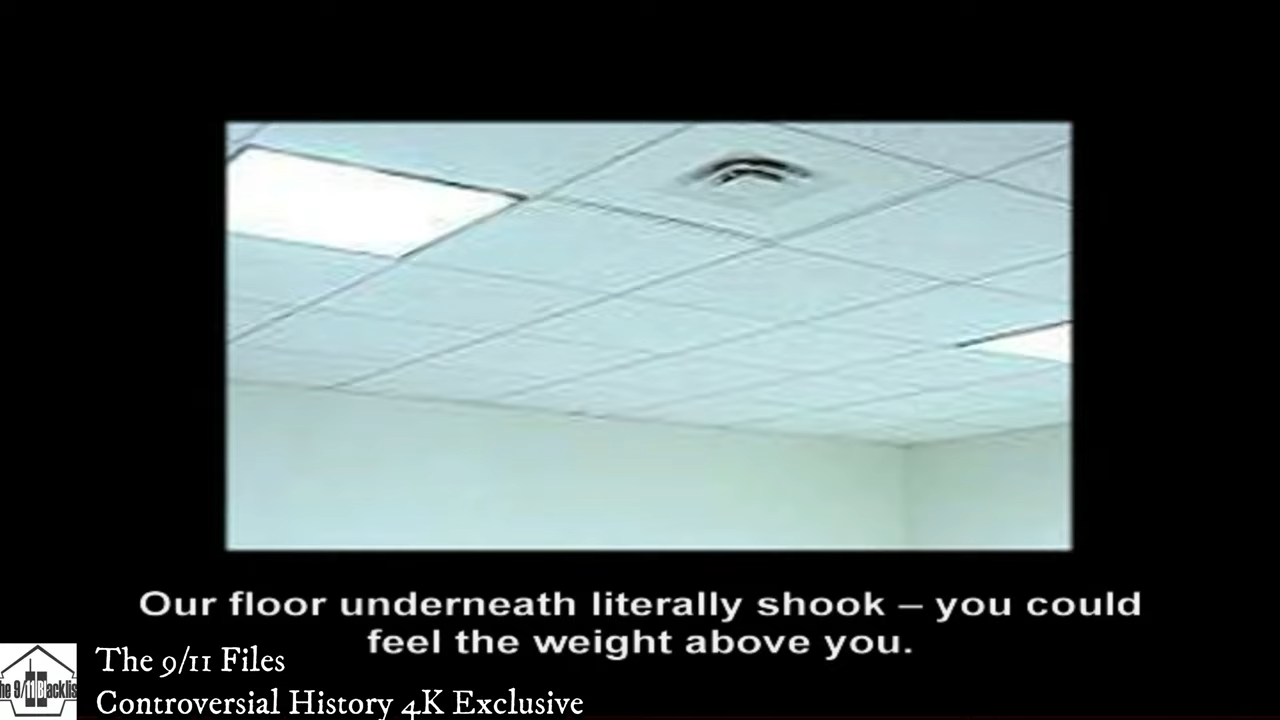 Our floor underneath literally shook – you could
feel the weight above you.
The 9/11 Files
Controversial History 4K Exclusive